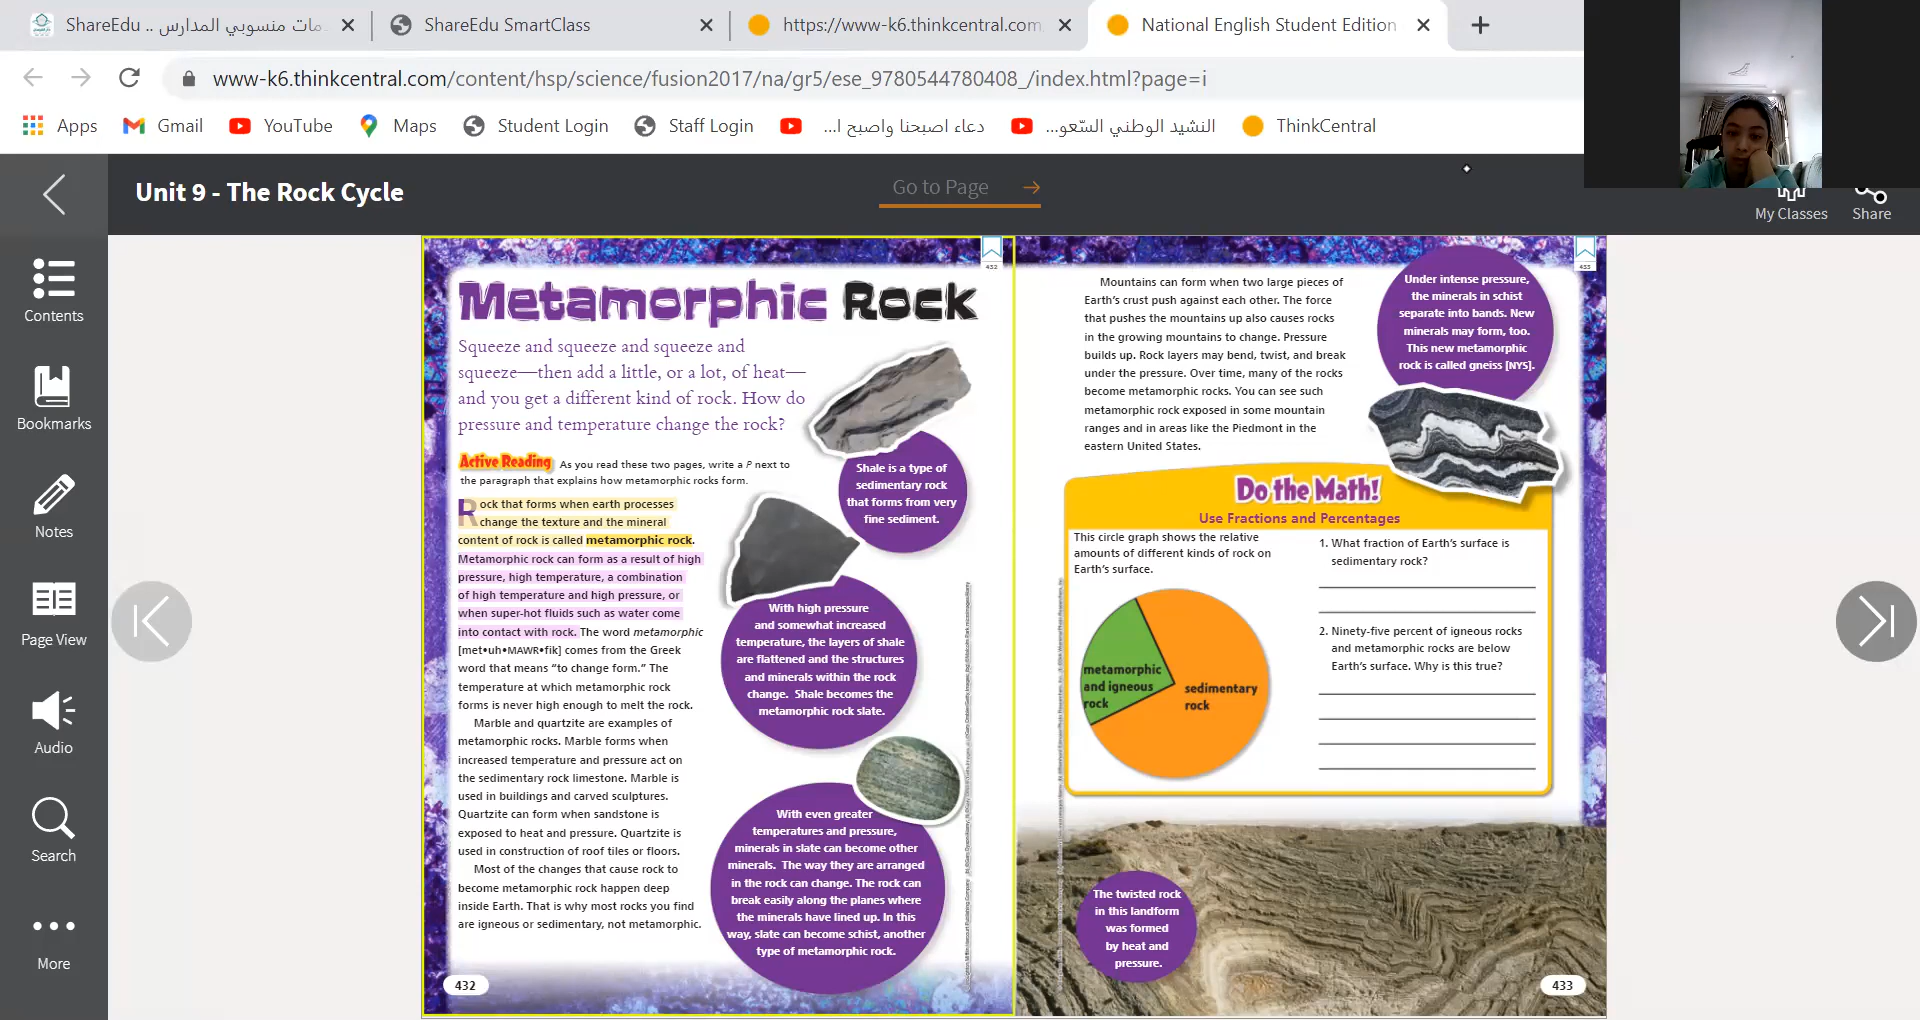 ShareEdu .. مات منسوبي المدارس
ShareEdu SmartClass
https://www-k6.thinkcentral.com
National English Student Edition
www-k6.thinkcentral.com/content/hsp/science/fusion2017/na/gr5/ese_9780544780408_/index.html?page=i
Apps
Gmail
YouTube
Maps
Student Login
Staff Login
دعاء اصبحنا واصبح ا...
النشيد الوطني السّعو...
ThinkCentral
Unit 9 - The Rock Cycle
Go to Page
My Classes
Share
Contents
Bookmarks
Notes
Page View
Audio
Search
More
432
Metamorphic Rock
Squeeze and squeeze and squeeze and
squeeze—then add a little, or a lot, of heat—
and you get a different kind of rock. How do
pressure and temperature change the rock?
Active Reading As you read these two pages, write a P next to
the paragraph that explains how metamorphic rocks form.
Rock that forms when earth processes
change the texture and the mineral
content of rock is called metamorphic rock.
Metamorphic rock can form as a result of high
pressure, high temperature, a combination
of high temperature and high pressure, or
when super-hot fluids such as water come
into contact with rock. The word metamorphic
[met•uh•MAWR•fik] comes from the Greek
word that means “to change form.” The
temperature at which metamorphic rock
forms is never high enough to melt the rock.
Marble and quartzite are examples of
metamorphic rocks. Marble forms when
increased temperature and pressure act on
the sedimentary rock limestone. Marble is
used in buildings and carved sculptures.
Quartzite can form when sandstone is
exposed to heat and pressure. Quartzite is
used in construction of roof tiles or floors.
Most of the changes that cause rock to
become metamorphic rock happen deep
inside Earth. That is why most rocks you find
are igneous or sedimentary, not metamorphic.
Shale is a type of
sedimentary rock
that forms from very
fine sediment.
With high pressure
and somewhat increased
temperature, the layers of shale
are flattened and the structures
and minerals within the rock
change. Shale becomes the
metamorphic rock slate.
With even greater
temperatures and pressure,
minerals in slate can become other
minerals. The way they are arranged
in the rock can change. The rock can
break easily along the planes where
the minerals have lined up. In this
way, slate can become schist, another
type of metamorphic rock.
432
433
Mountains can form when two large pieces of
Earth’s crust push against each other. The force
that pushes the mountains up also causes rocks
in the growing mountains to change. Pressure
builds up. Rock layers may bend, twist, and break
under the pressure. Over time, many of the rocks
become metamorphic rocks. You can see such
metamorphic rock exposed in some mountain
ranges and in areas like the Piedmont in the
eastern United States.
Under intense pressure,
the minerals in schist
separate into bands. New
minerals may form, too.
This new metamorphic
rock is called gneiss [NYS].
Do the Math!
Use Fractions and Percentages
This circle graph shows the relative
amounts of different kinds of rock on
Earth’s surface.
metamorphic
and igneous
rock
sedimentary
rock
1. What fraction of Earth’s surface is
sedimentary rock?
2. Ninety-five percent of igneous rocks
and metamorphic rocks are below
Earth’s surface. Why is this true?
The twisted rock
in this landform
was formed
by heat and
pressure.
433